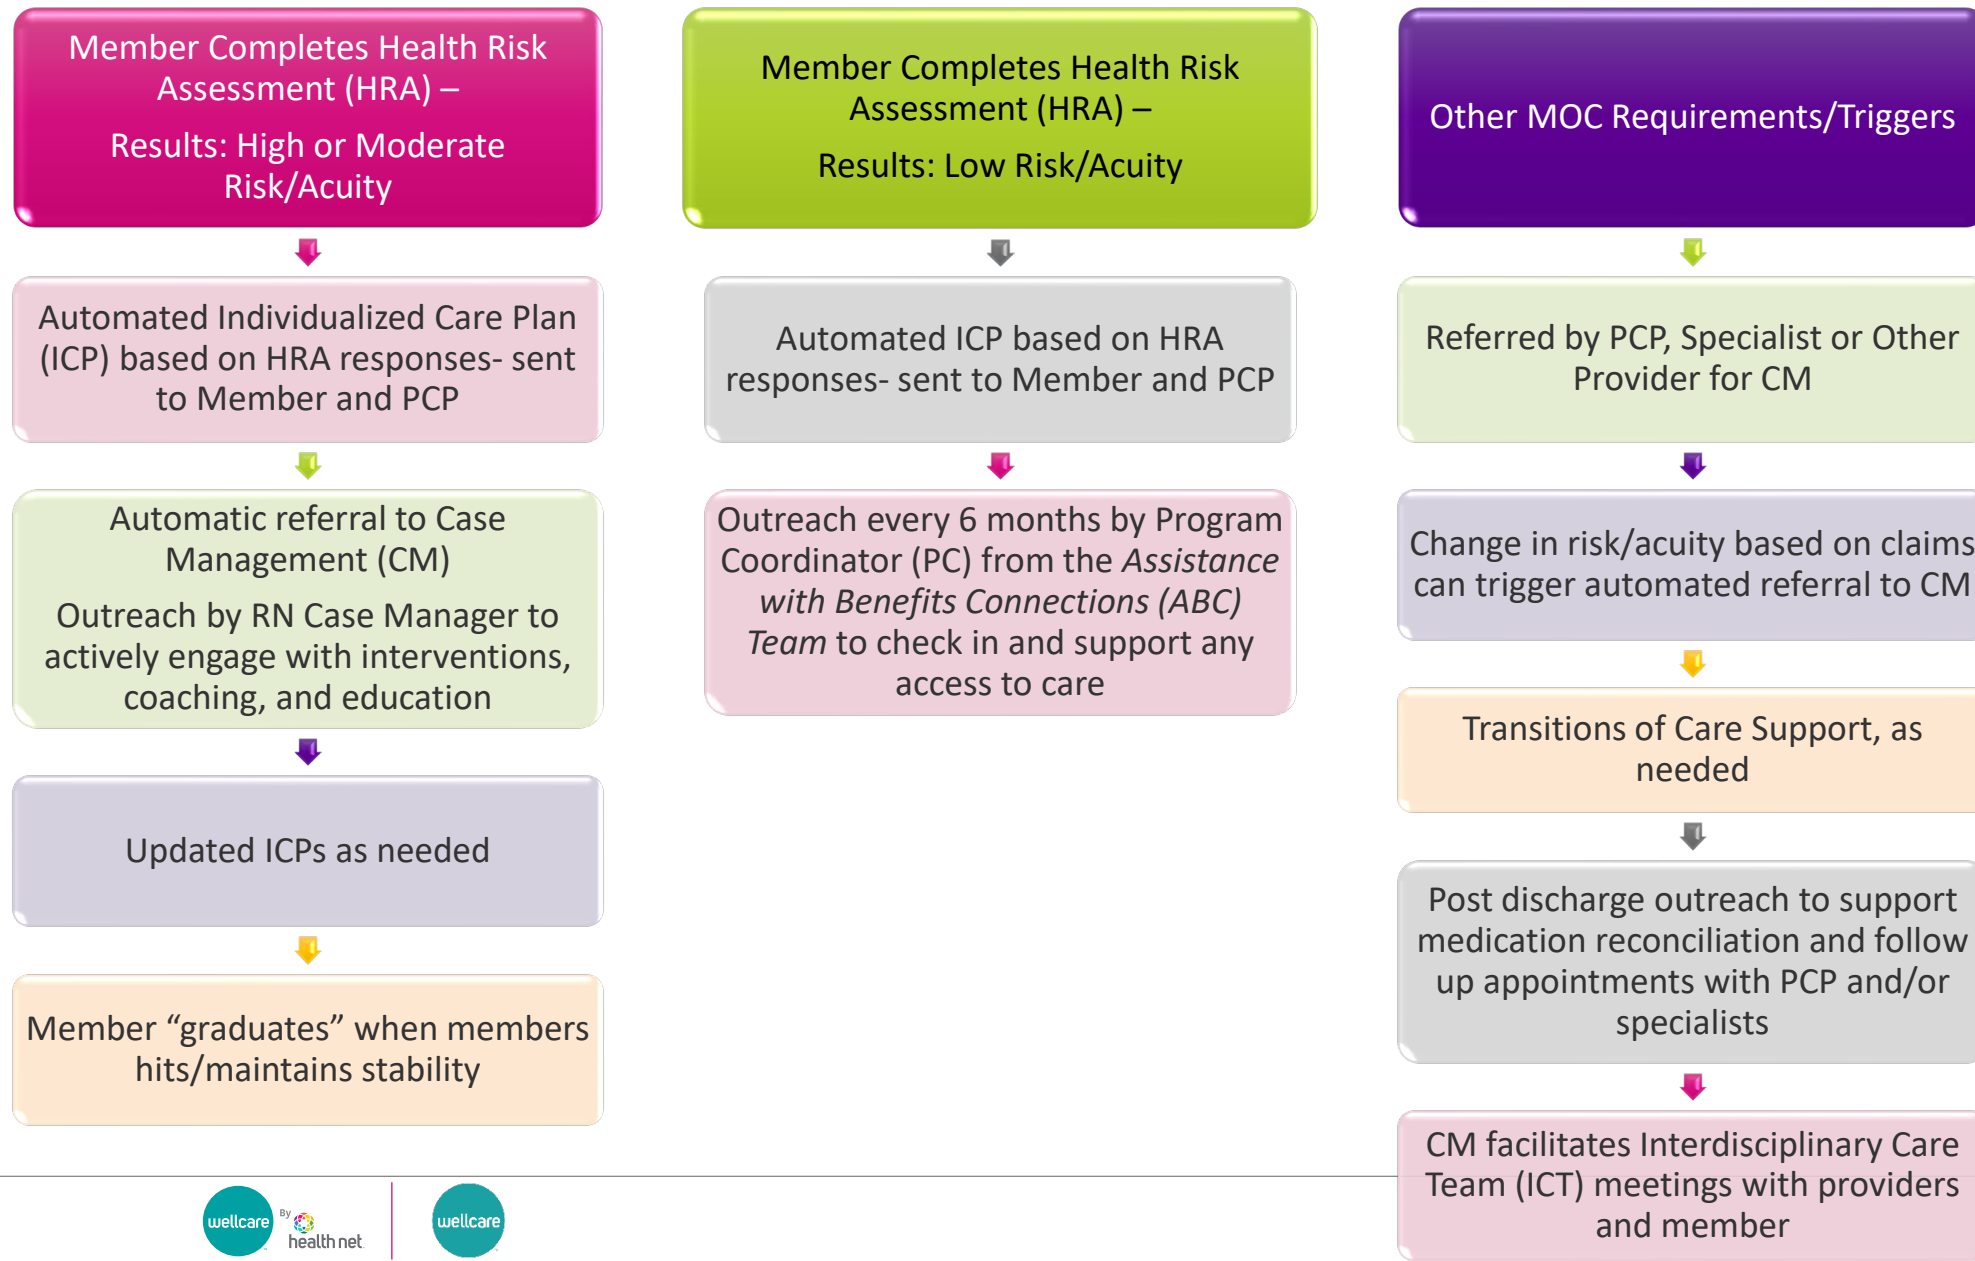 Member Completes Health Risk
Assessment (HRA) –
Results: High or Moderate
Risk/Acuity
Automated Individualized Care Plan
(ICP) based on HRA responses- sent
to Member and PCP
Automatic referral to Case
Management (CM)
Outreach by RN Case Manager to
actively engage with interventions,
coaching, and education
Updated ICPs as needed
Member “graduates” when members
hits/maintains stability
Member Completes Health Risk
Assessment (HRA) –
Results: Low Risk/Acuity
Automated ICP based on HRA
responses- sent to Member and PCP
Outreach every 6 months by Program
Coordinator (PC) from the Assistance
with Benefits Connections (ABC)
Team to check in and support any
access to care
Other MOC Requirements/Triggers
Referred by PCP, Specialist or Other
Provider for CM
Change in risk/acuity based on claims
can trigger automated referral to CM
Transitions of Care Support, as
needed
Post discharge outreach to support
medication reconciliation and follow
up appointments with PCP and/or
specialists
CM facilitates Interdisciplinary Care
Team (ICT) meetings with providers
and member
wellcare
By
health net
wellcare